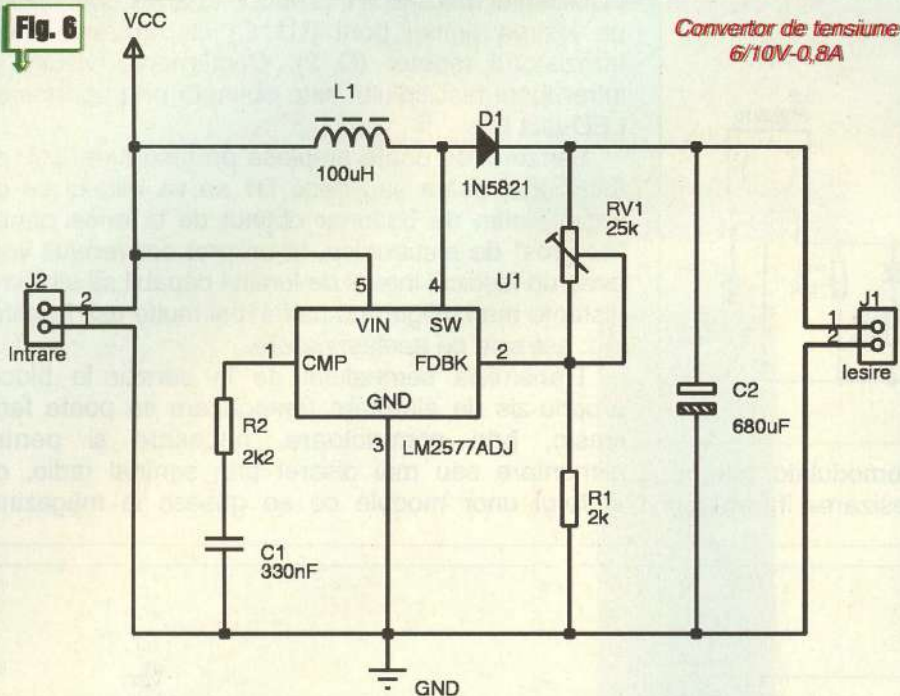 Fig. 6
VCC
Convertor de tensiune
6/10V-0,8A
L1
100uH
D1
1N5821
RV1
25k
J2
2
1
Intrare
5
4
U1
VIN
SW
1
CMP
FDBK
2
GND
3
LM2577ADJ
R2
2k2
C1
330nF
R1
2k
C2
680uF
J1
1
2
Iesire
GND